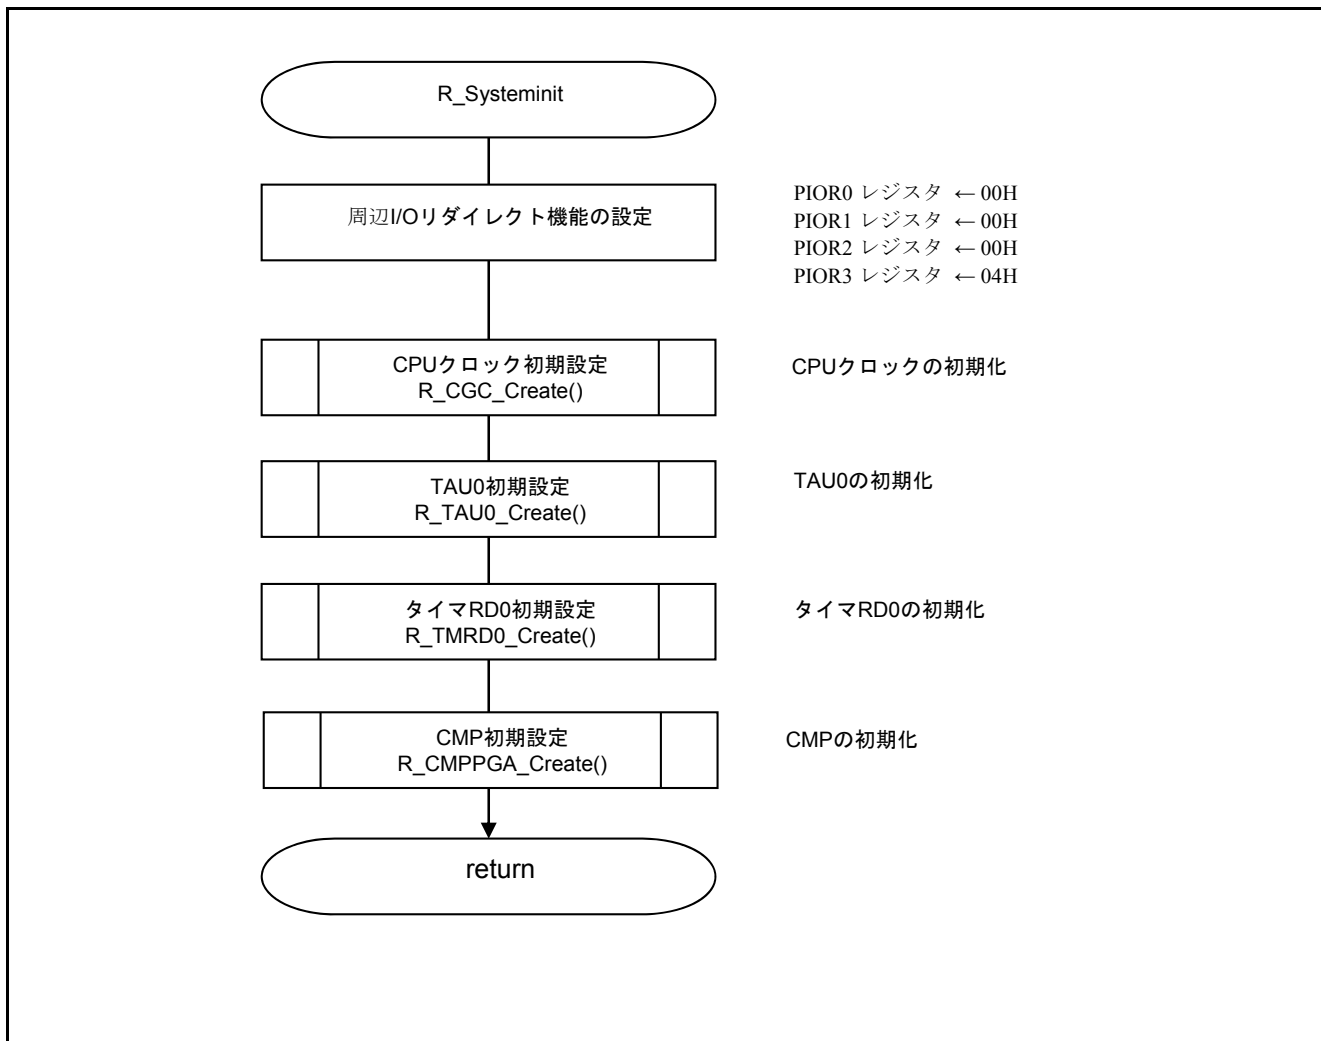 R_Systeminit
周辺I/Oリダイレクト機能の設定
PIOR0 レジスタ ← 00H
PIOR1 レジスタ ← 00H
PIOR2 レジスタ ← 00H
PIOR3 レジスタ ← 04H
CPUクロック初期設定
R_CGC_Create()
CPUクロックの初期化
TAU0初期設定
R_TAU0_Create()
TAU0の初期化
タイマRD0初期設定
R_TMRD0_Create()
タイマRD0の初期化
CMP初期設定
R_CMPPGA_Create()
CMPの初期化
return